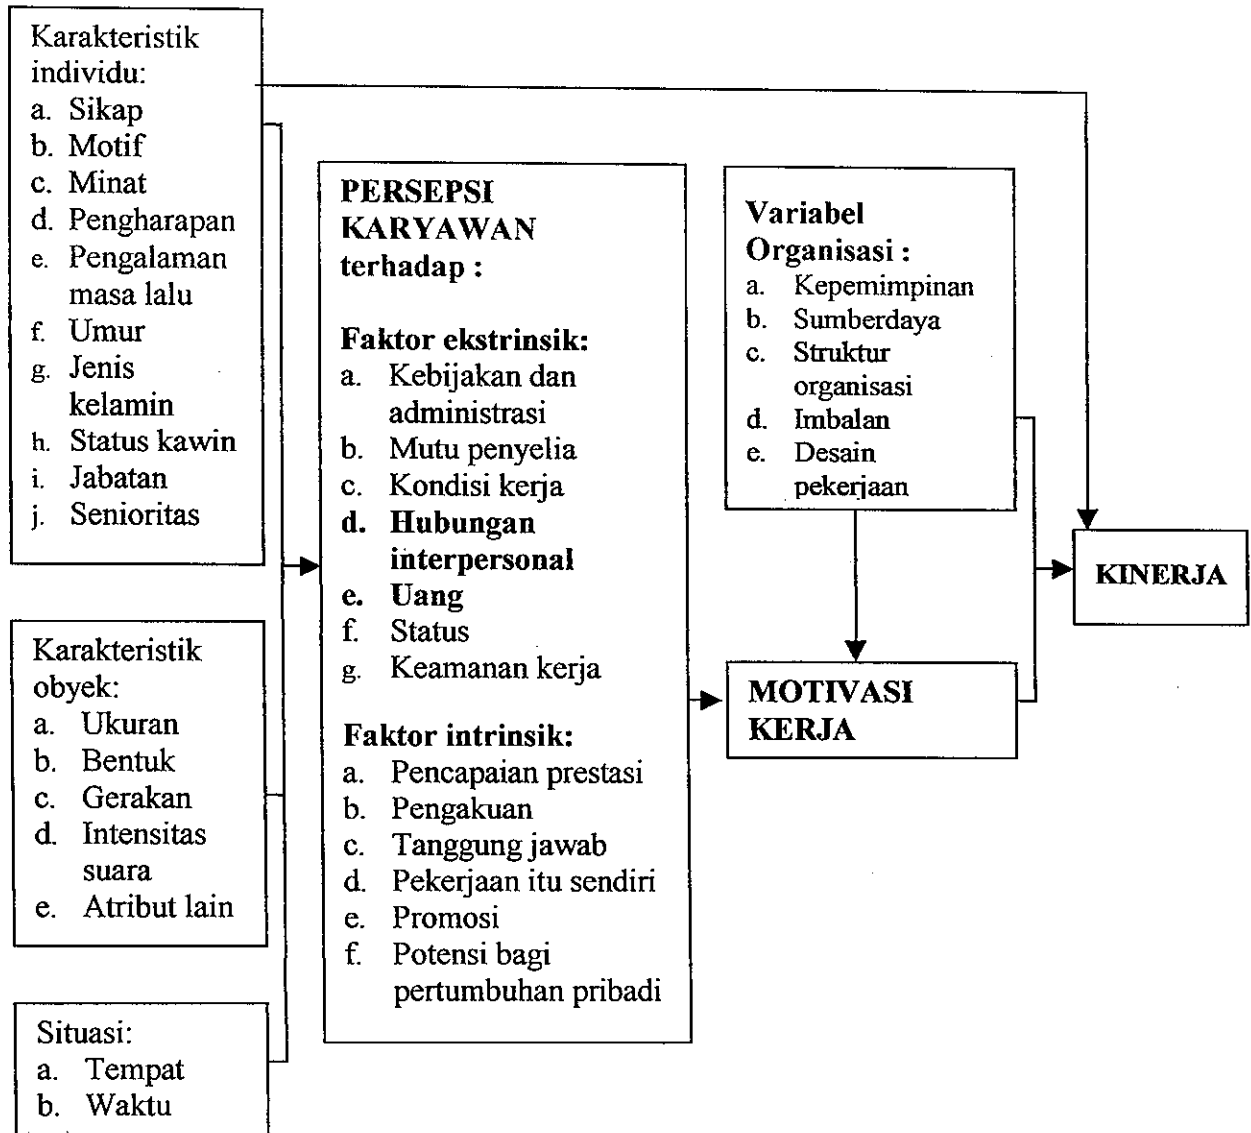 Karakteristik
individu:
a. Sikap
b. Motif
c. Minat
d. Pengharapan
e. Pengalaman
masa lalu
f. Umur
g. Jenis
kelamin
h. Status kawin
i. Jabatan
j. Senioritas
Karakteristik
obyek:
a. Ukuran
b. Bentuk
c. Gerakan
d. Intensitas
suara
e. Atribut lain
Situasi:
a. Tempat
b. Waktu
PERSEPSI
KARYAWAN
terhadap :
Faktor ekstrinsik:
a. Kebijakan dan
administrasi
b. Mutu penyelia
c. Kondisi kerja
d. Hubungan
interpersonal
e. Uang
f. Status
g. Keamanan kerja
Faktor intrinsik:
a. Pencapaian prestasi
b. Pengakuan
c. Tanggung jawab
d. Pekerjaan itu sendiri
e. Promosi
f. Potensi bagi
pertumbuhan pribadi
Variabel
Organisasi :
a. Kepemimpinan
b. Sumberdaya
c. Struktur
organisasi
d. Imbalan
e. Desain
pekerjaan
MOTIVASI
KERJA
KINERJA